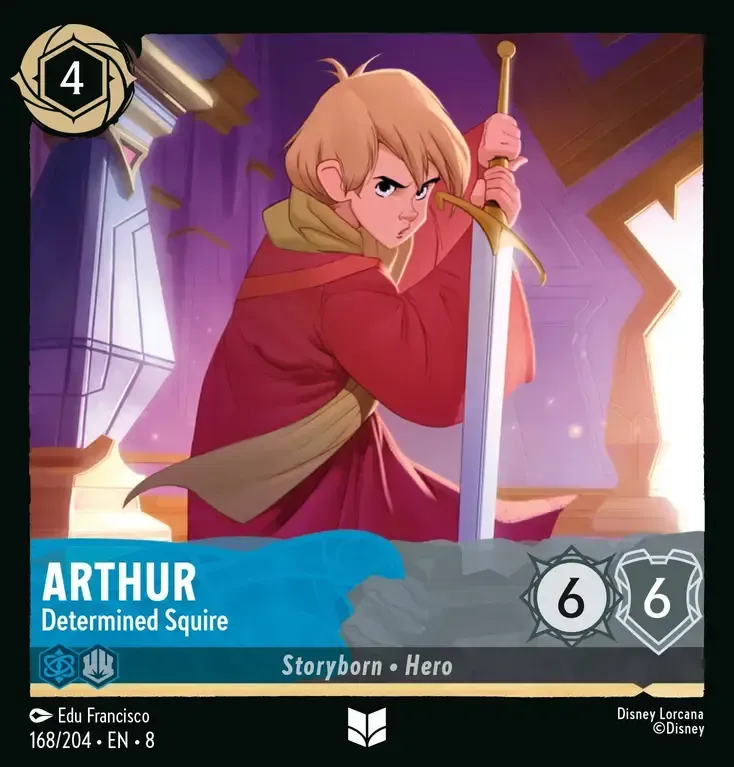 4
ARTHUR
Determined Squire
6 6
Storyborn • Hero
Edu Francisco
168/204 • EN • 8
Disney Lorcana
©Disney